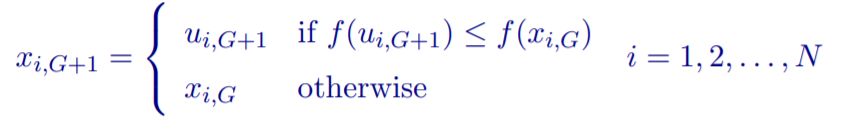 u_{i,G+1} if f(u_{i,G+1}) ≤ f(x_{i,G})
x_{i,G+1} = { i = 1, 2, . . . , N
x_{i,G} otherwise